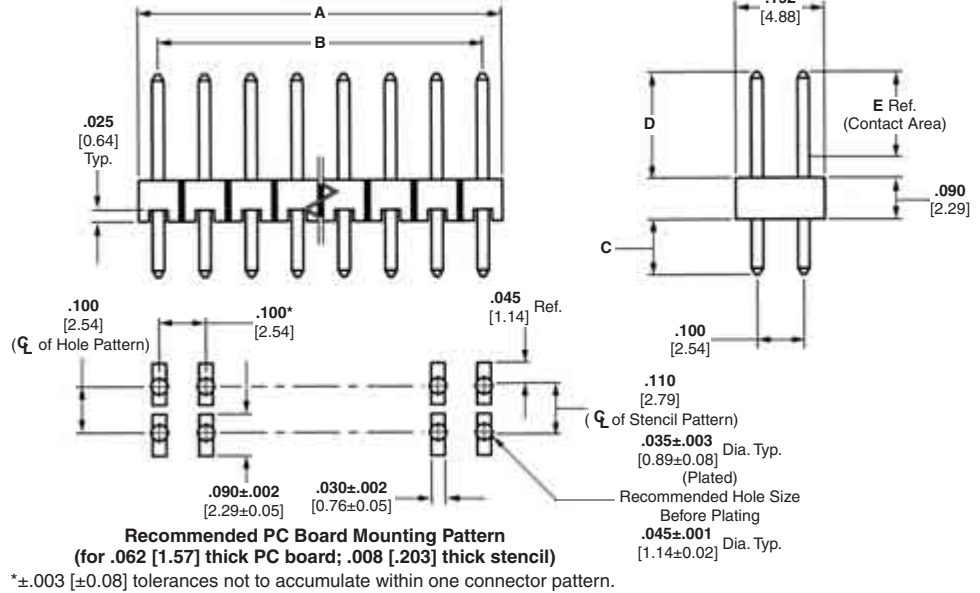 A
B
.025
[0.64]
Typ.
[4.88]
D
E Ref.
(Contact Area)
.090
[2.29]
C
.100
[2.54]
.100
[2.54]
(℄ of Hole Pattern)
.100*
[2.54]
.045
[1.14] Ref.
.110
[2.79]
(℄ of Stencil Pattern)
.035±.003
[0.89±0.08] Dia. Typ.
(Plated)
Recommended Hole Size
Before Plating
.045±.001
[1.14±0.02] Dia. Typ.
.090±.002
[2.29±0.05]
.030±.002
[0.76±0.05]
Recommended PC Board Mounting Pattern
(for .062 [1.57] thick PC board; .008 [.203] thick stencil)
*±.003 [±0.08] tolerances not to accumulate within one connector pattern.